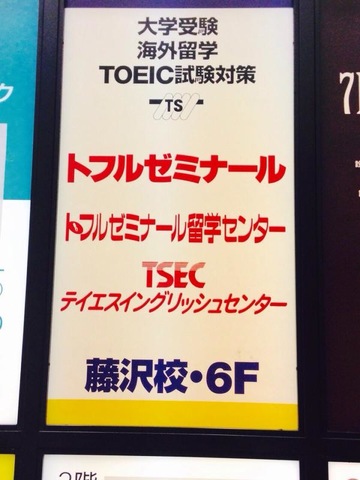 大学受験
海外留学
TOEIC試験対策
TS
トフルゼミナール
トフルゼミナール留学センター
TSEC
テイエスイングリッシュセンター
藤沢校・6F
ク